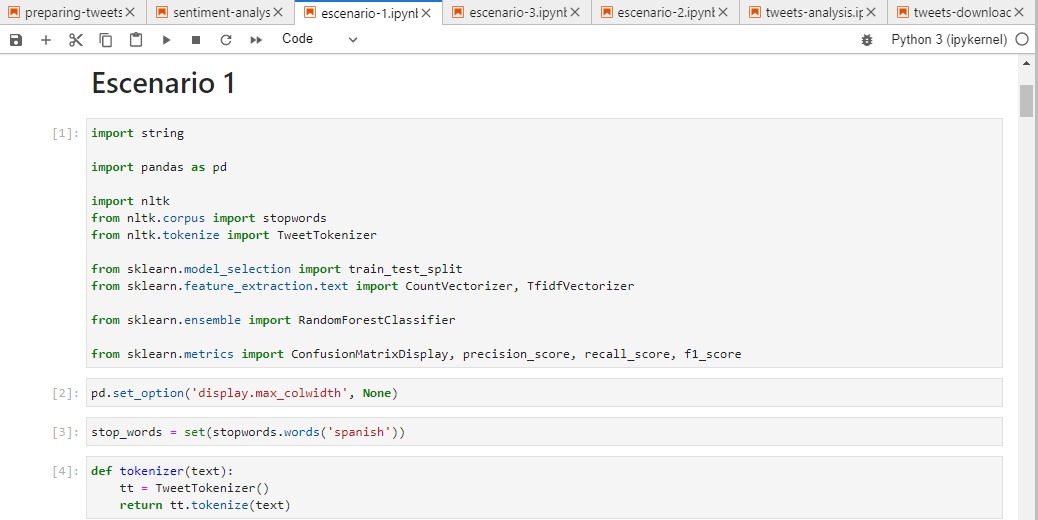 preparing-tweets
sentiment-analys
escenario-1.ipynb
escenario-3.ipynb
escenario-2.ipynb
tweets-analysis.ip
tweets-downloac
Code
Python 3 (ipykernel)
Escenario 1
[1]:
import string
import pandas as pd
import nltk
from nltk.corpus import stopwords
from nltk.tokenize import TweetTokenizer
from sklearn.model_selection import train_test_split
from sklearn.feature_extraction.text import CountVectorizer, TfidfVectorizer
from sklearn.ensemble import RandomForestClassifier
from sklearn.metrics import ConfusionMatrixDisplay, precision_score, recall_score, f1_score
[2]: pd.set_option('display.max_colwidth', None)
[3]: stop_words = set(stopwords.words('spanish'))
[4]: def tokenizer(text):
tt = TweetTokenizer()
return tt.tokenize(text)